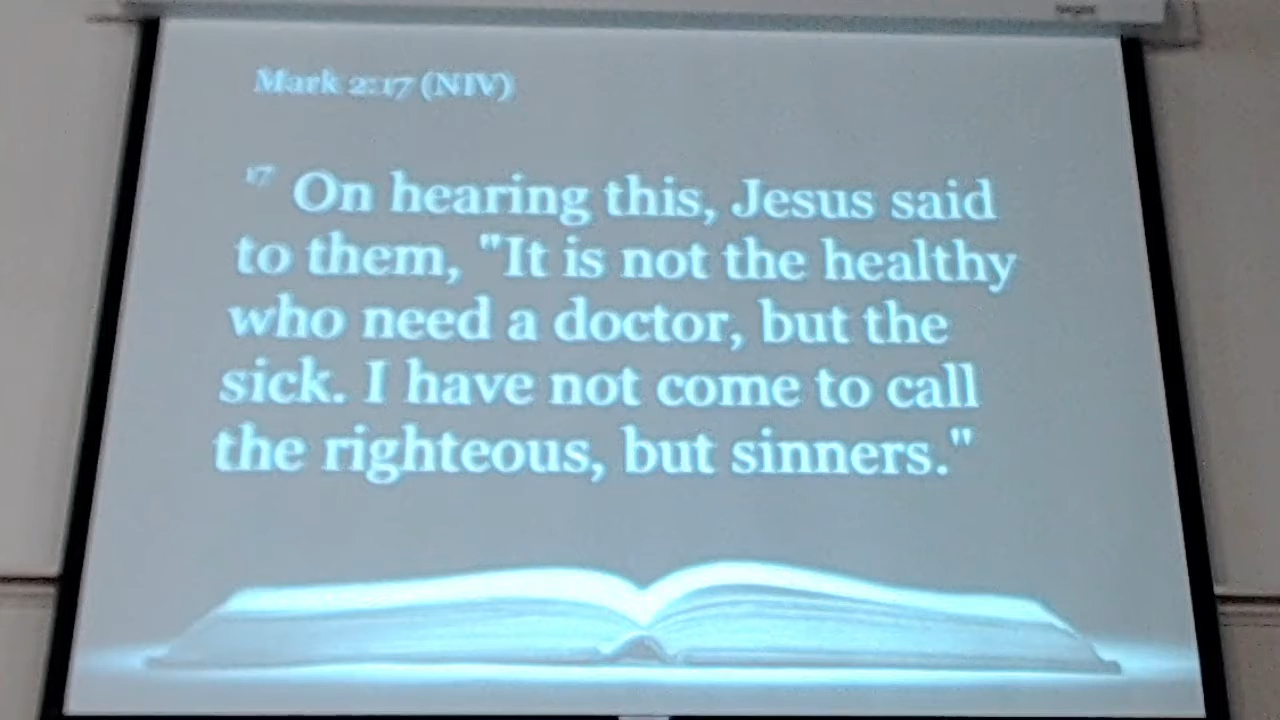 Mark 2:17 (NIV)
17 On hearing this, Jesus said
to them, "It is not the healthy
who need a doctor, but the
sick. I have not come to call
the righteous, but sinners."